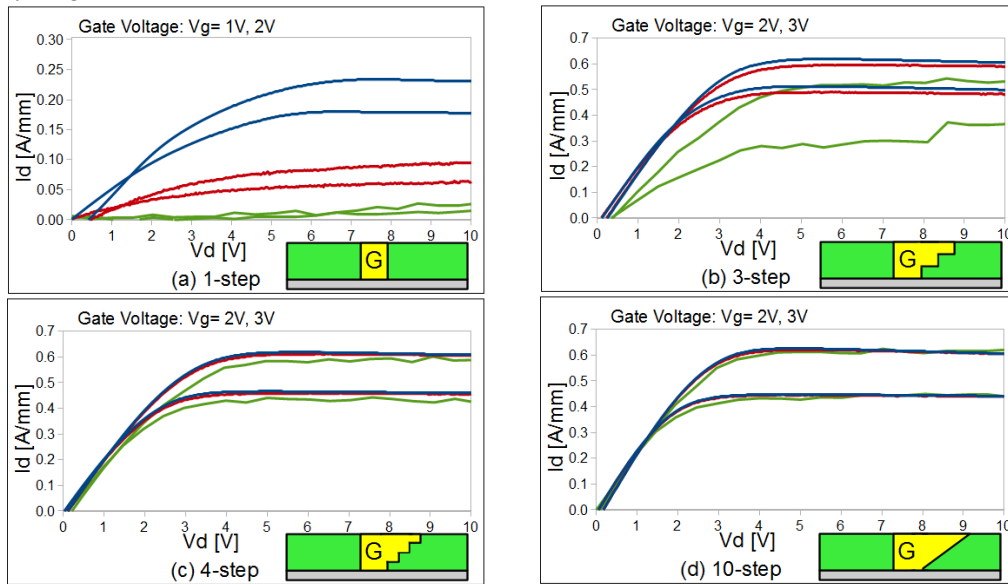 Gate Voltage: Vg= 1V, 2V
0.30
0.25
0.20
0.15
0.10
0.05
0.00
Id [A/mm]
0 1 2 3 4 5 6 7 8 9 10
Vd [V]
G
(a) 1-step
Gate Voltage: Vg= 2V, 3V
0.7
0.6
0.5
0.4
0.3
0.2
0.1
0.0
Id [A/mm]
0 1 2 3 4 5 6 7 8 9 10
Vd [V]
G
(b) 3-step
Gate Voltage: Vg= 2V, 3V
0.7
0.6
0.5
0.4
0.3
0.2
0.1
0.0
Id [A/mm]
0 1 2 3 4 5 6 7 8 9 10
Vd [V]
G
(c) 4-step
Gate Voltage: Vg= 2V, 3V
0.7
0.6
0.5
0.4
0.3
0.2
0.1
0.0
Id [A/mm]
0 1 2 3 4 5 6 7 8 9 10
Vd [V]
G
(d) 10-step